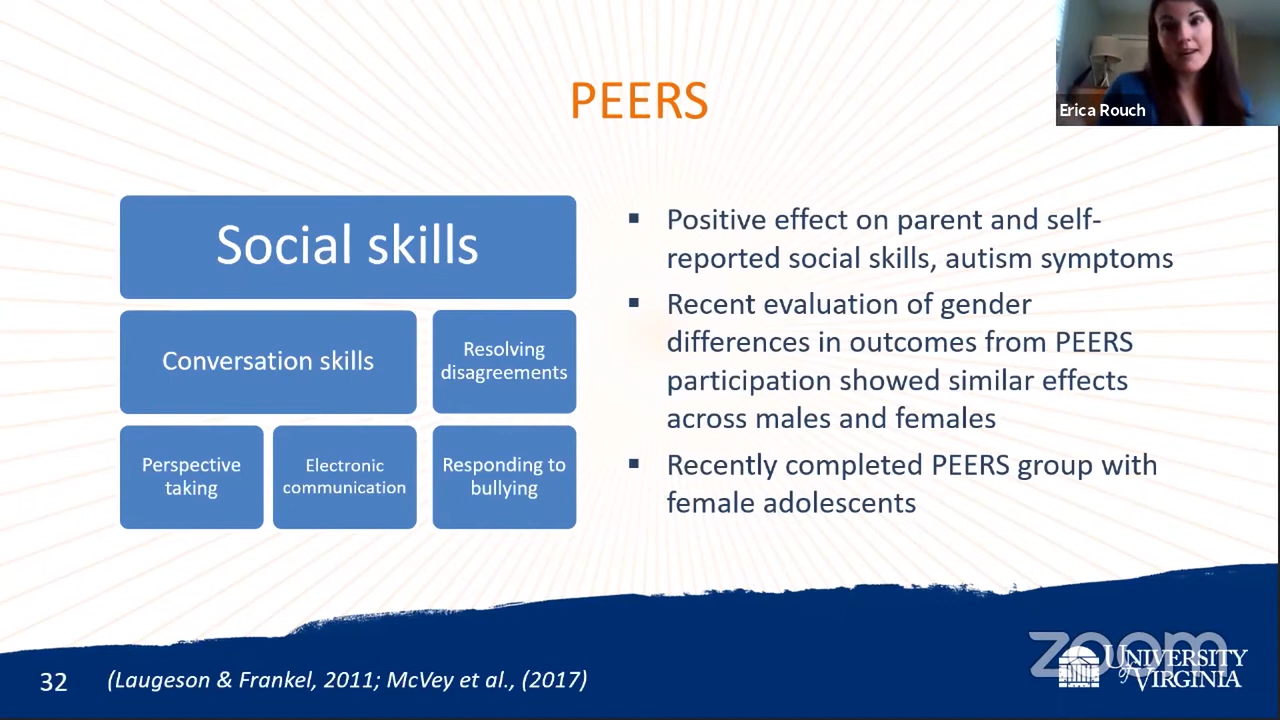 PEERS
Erica Rouch
Social skills
Conversation skills
Resolving
disagreements
Perspective
taking
Electronic
communication
Responding to
bullying
▪ Positive effect on parent and self-
reported social skills, autism symptoms
▪ Recent evaluation of gender
differences in outcomes from PEERS
participation showed similar effects
across males and females
▪ Recently completed PEERS group with
female adolescents
32
(Laugeson & Frankel, 2011; McVey et al., (2017)
zoom
UNIVERSITY
VIRGINIA